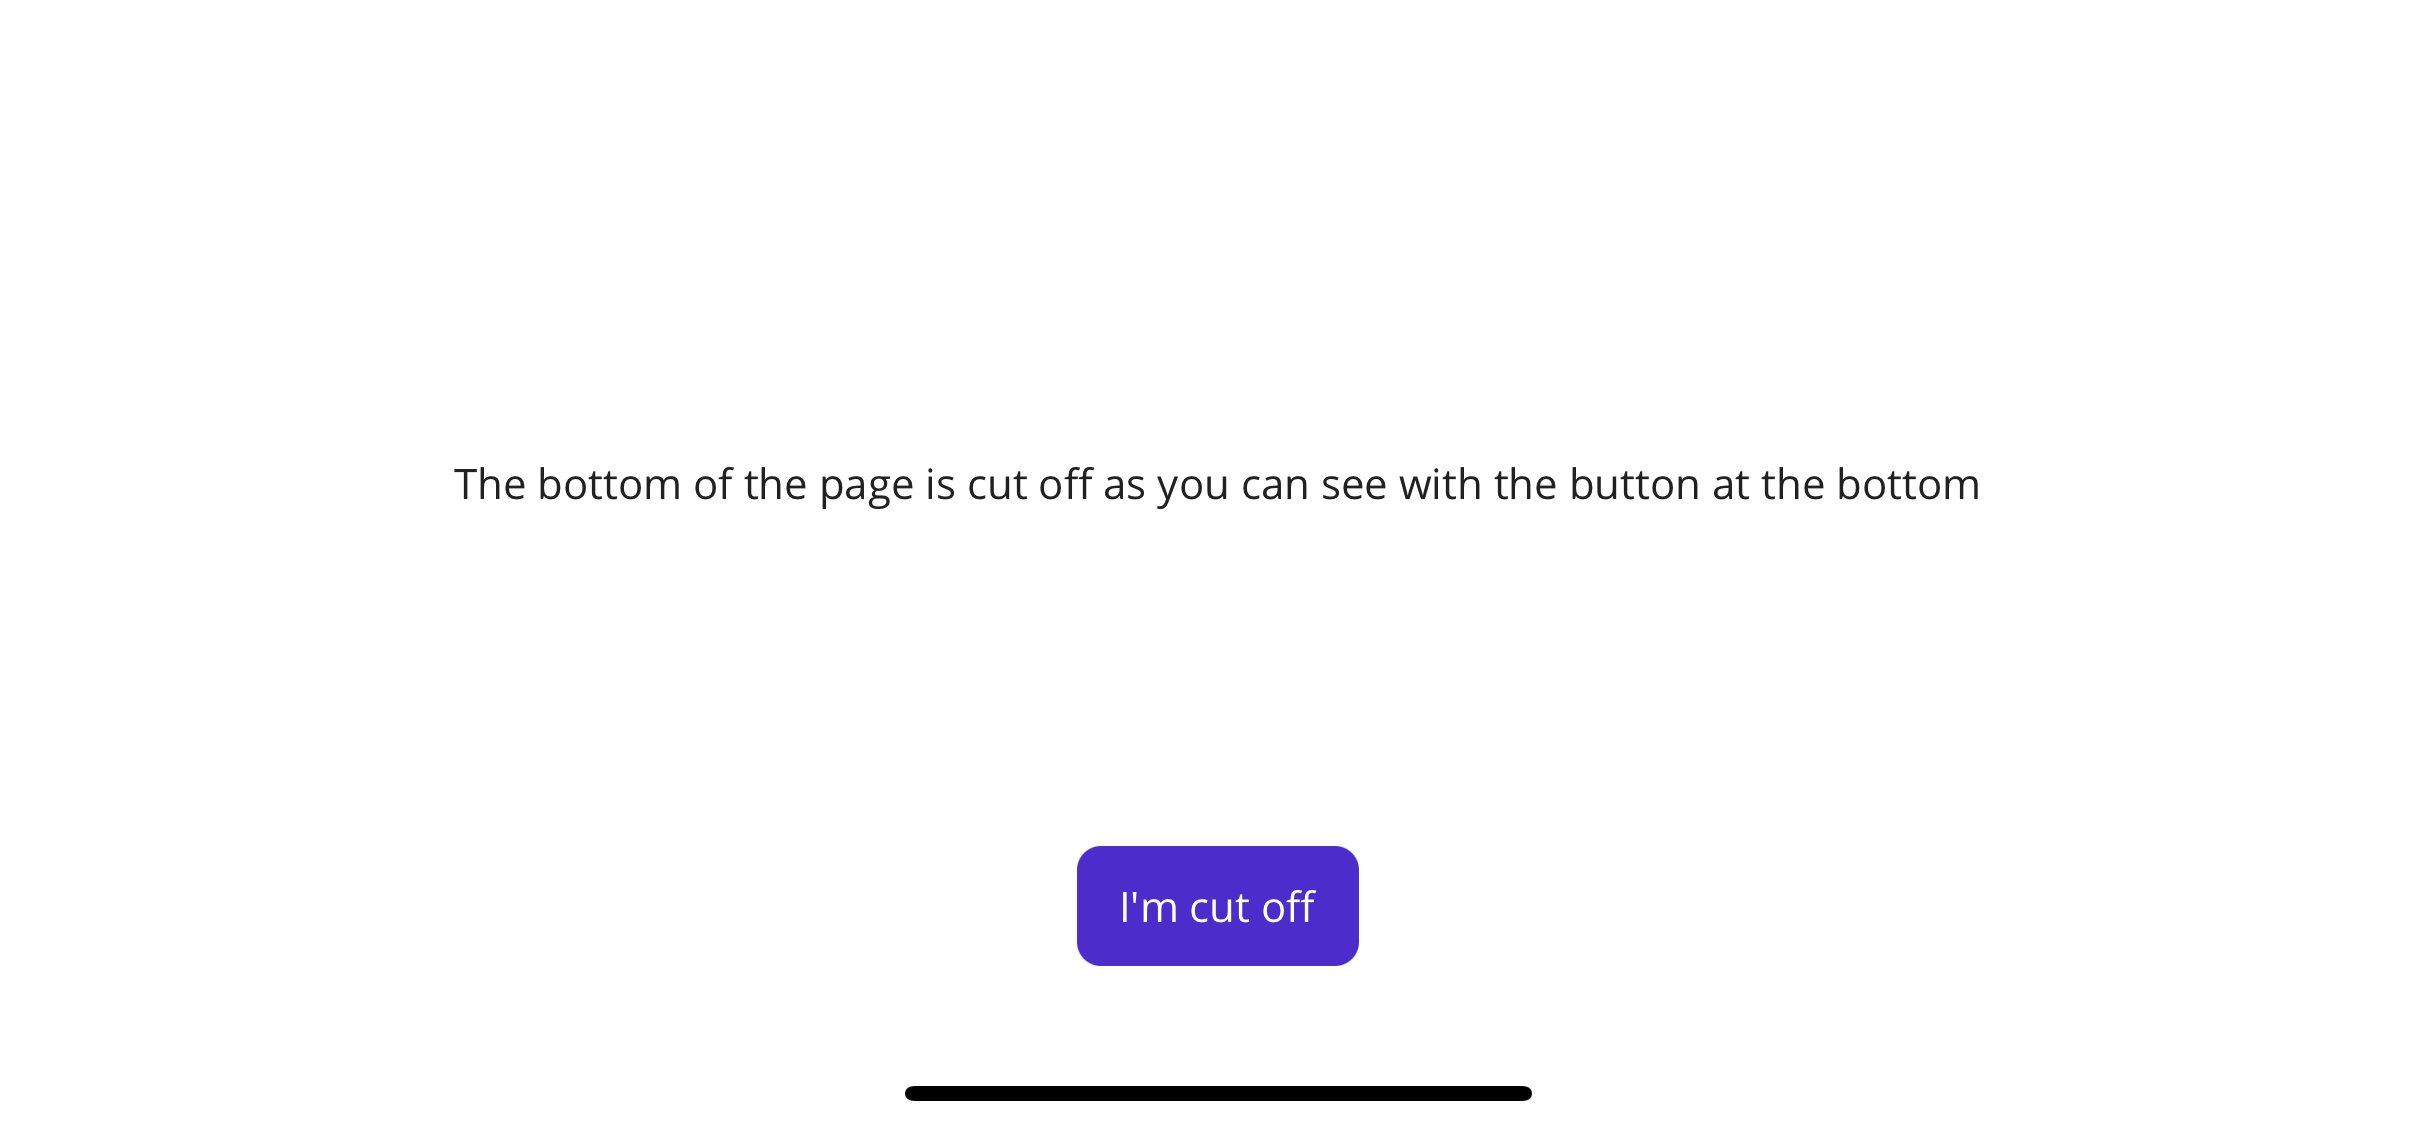 The bottom of the page is cut off as you can see with the button at the bottom
I'm cut off